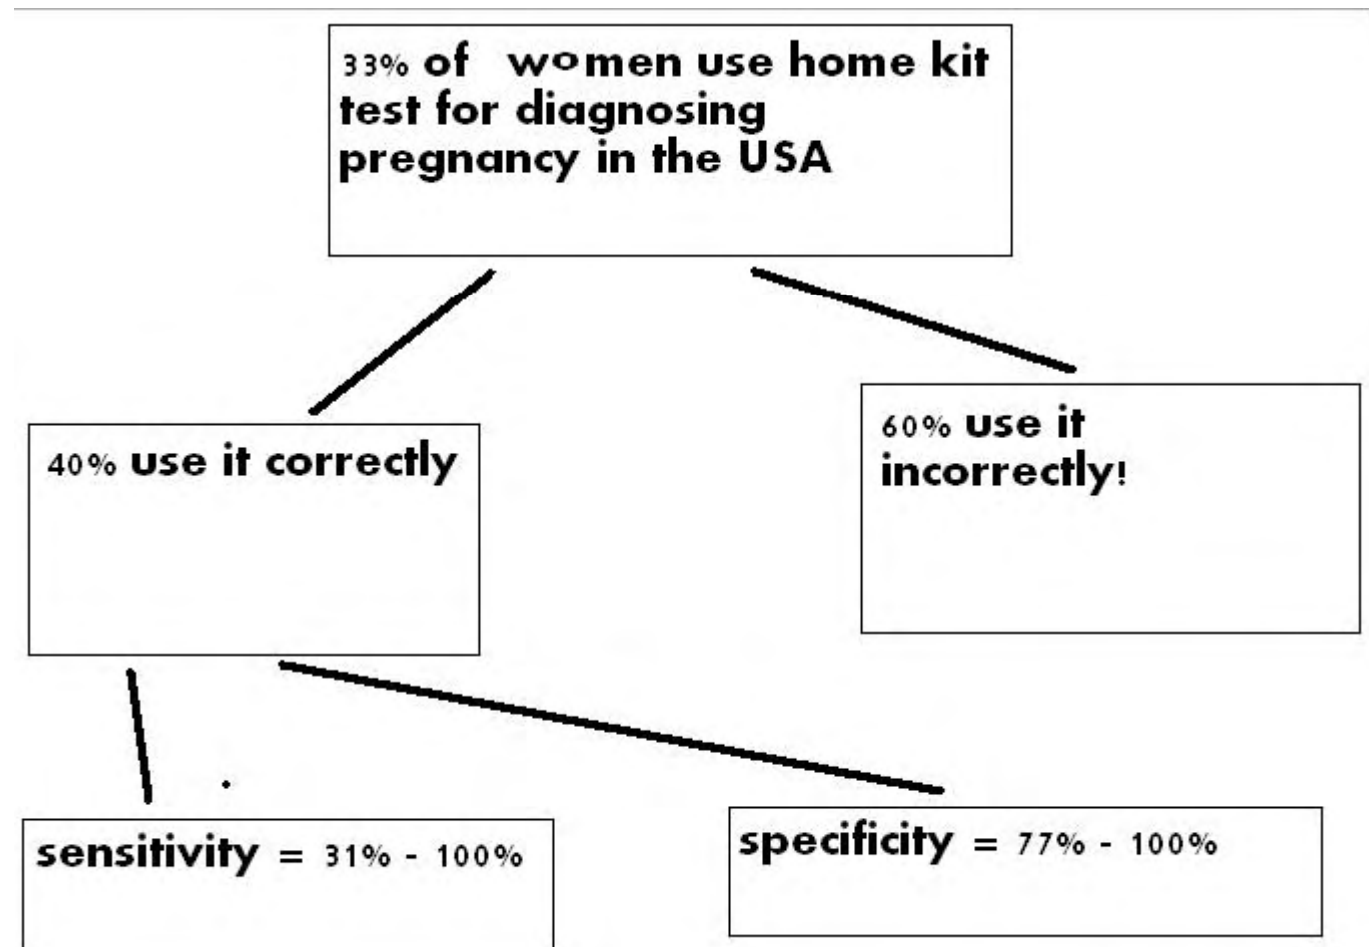 33% of women use home kit
test for diagnosing
pregnancy in the USA
40% use it correctly
60% use it
incorrectly!
sensitivity = 31% - 100%
specificity = 77% - 100%